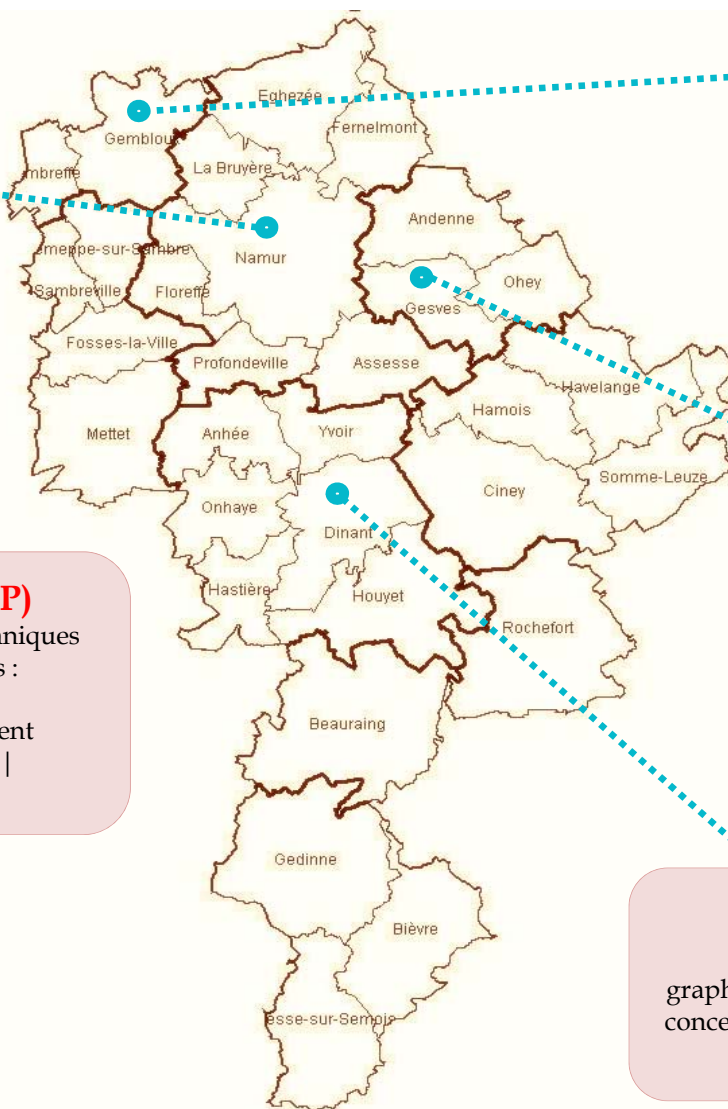 Eghezée
Gembloux
Fernelmont
mbreffe
La Bruyère
Andenne
emeppe-sur-Sambre
Namur
Ohey
Sambreville
Floreffe
Gesves
Fosses-la-Ville
Profondeville
Assesse
Havelange
Hamois
Mettet
Anhée
Yvoir
Somme-Leuze
Ciney
Onhaye
Dinant
Hastière
Houyet
Rochefort
P)
niques
s :
ent
|
Beauraing
Gedinne
Bièvre
esse-sur-Semois
graph
conce